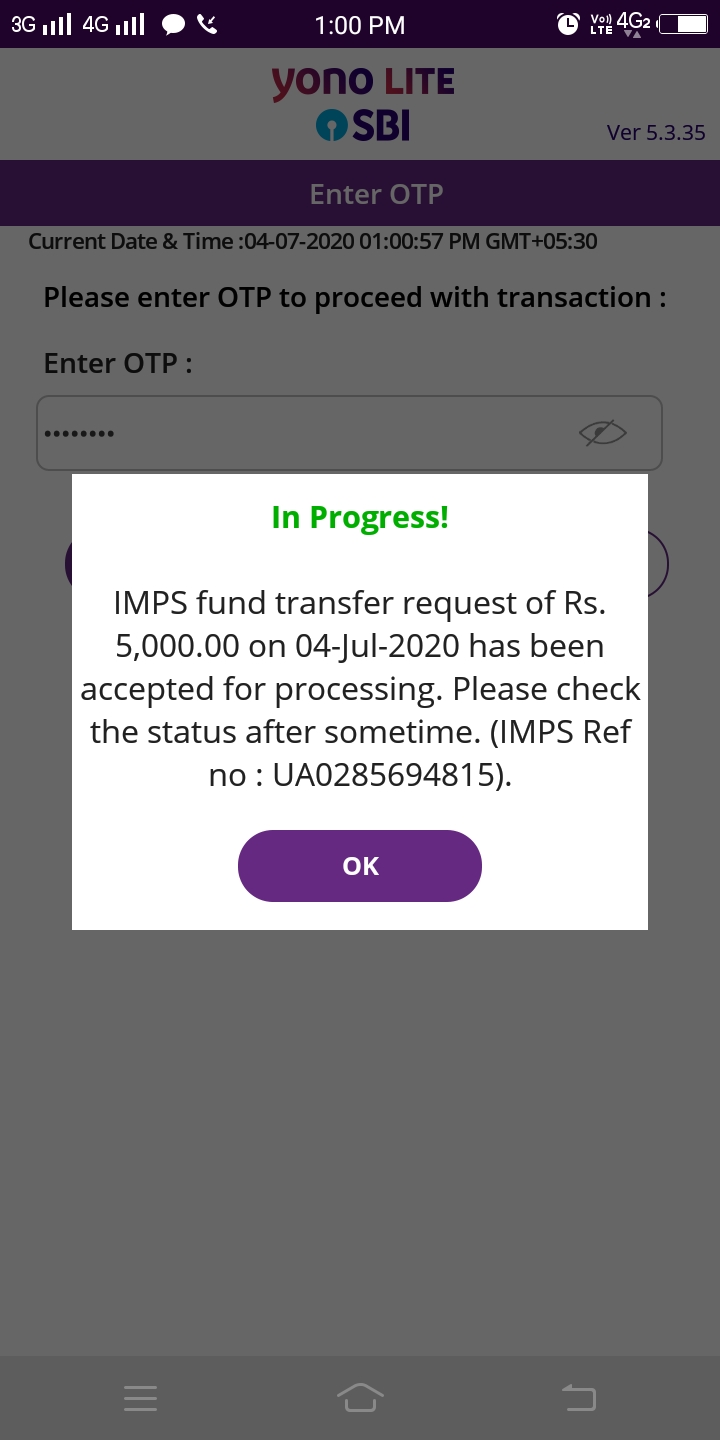 3G 4G 1:00 PM Vo)) LTE 4G2
yono LITE
SBI
Ver 5.3.35
Enter OTP
Current Date & Time :04-07-2020 01:00:57 PM GMT+05:30
Please enter OTP to proceed with transaction :
Enter OTP :
••••••••
In Progress!
IMPS fund transfer request of Rs.
5,000.00 on 04-Jul-2020 has been
accepted for processing. Please check
the status after sometime. (IMPS Ref
no : UA0285694815).
OK